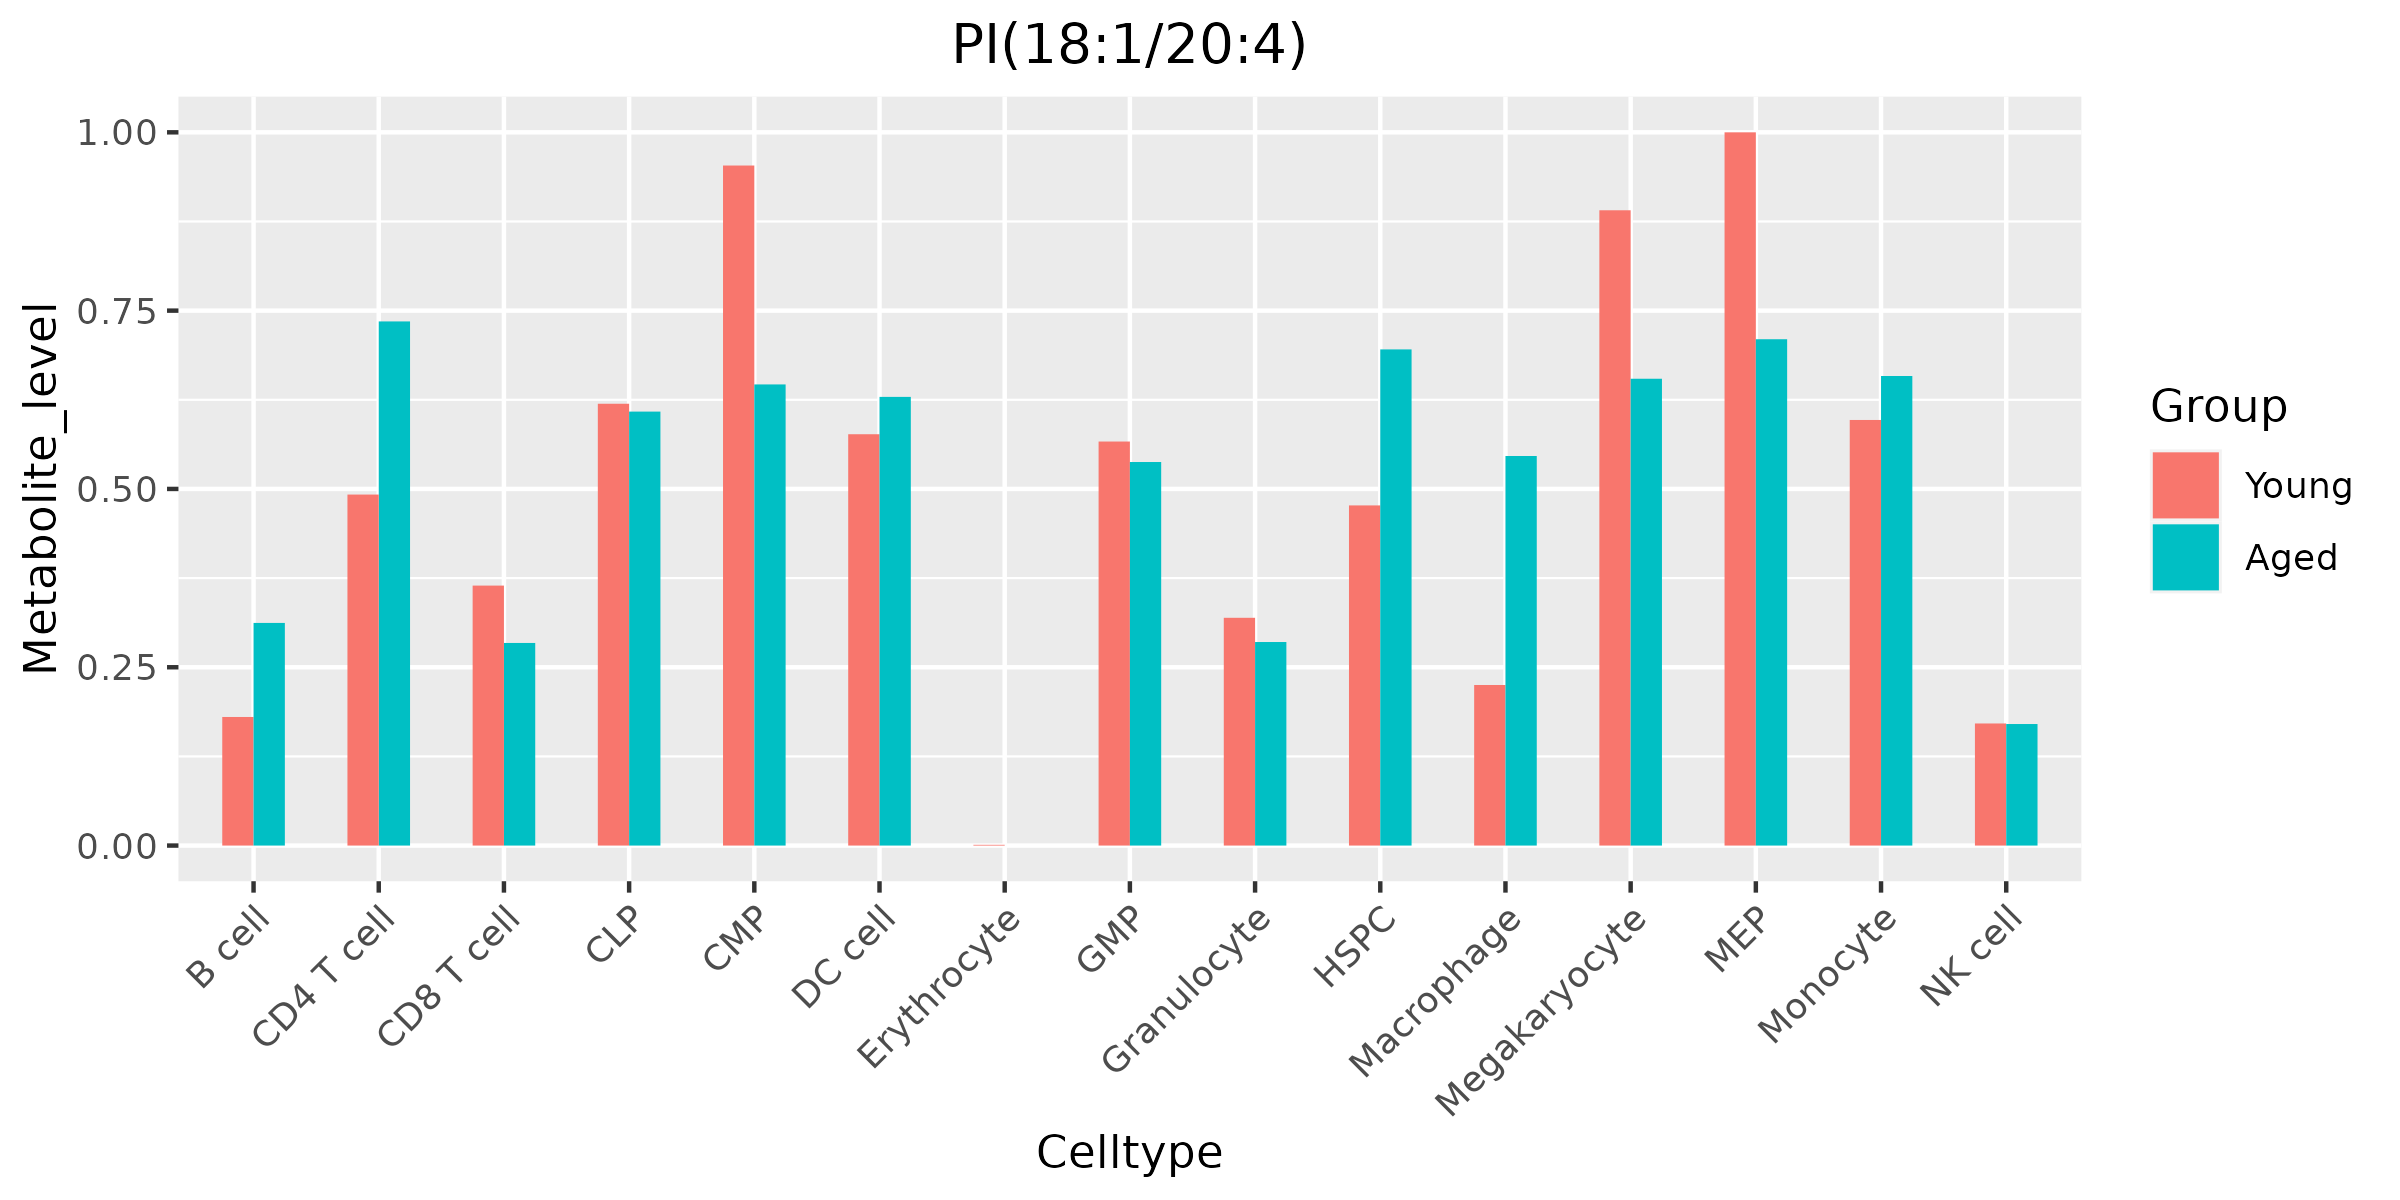 PI(18:1/20:4)
Metabolite_level
1.00
0.75
0.50
0.25
0.00
B cell
CD4 T cell
CD8 T cell
CLP
CMP
DC cell
Erythrocyte
GMP
Granulocyte
HSPC
Macrophage
Megakaryocyte
MEP
Monocyte
NK cell
Celltype
Group
Young
Aged